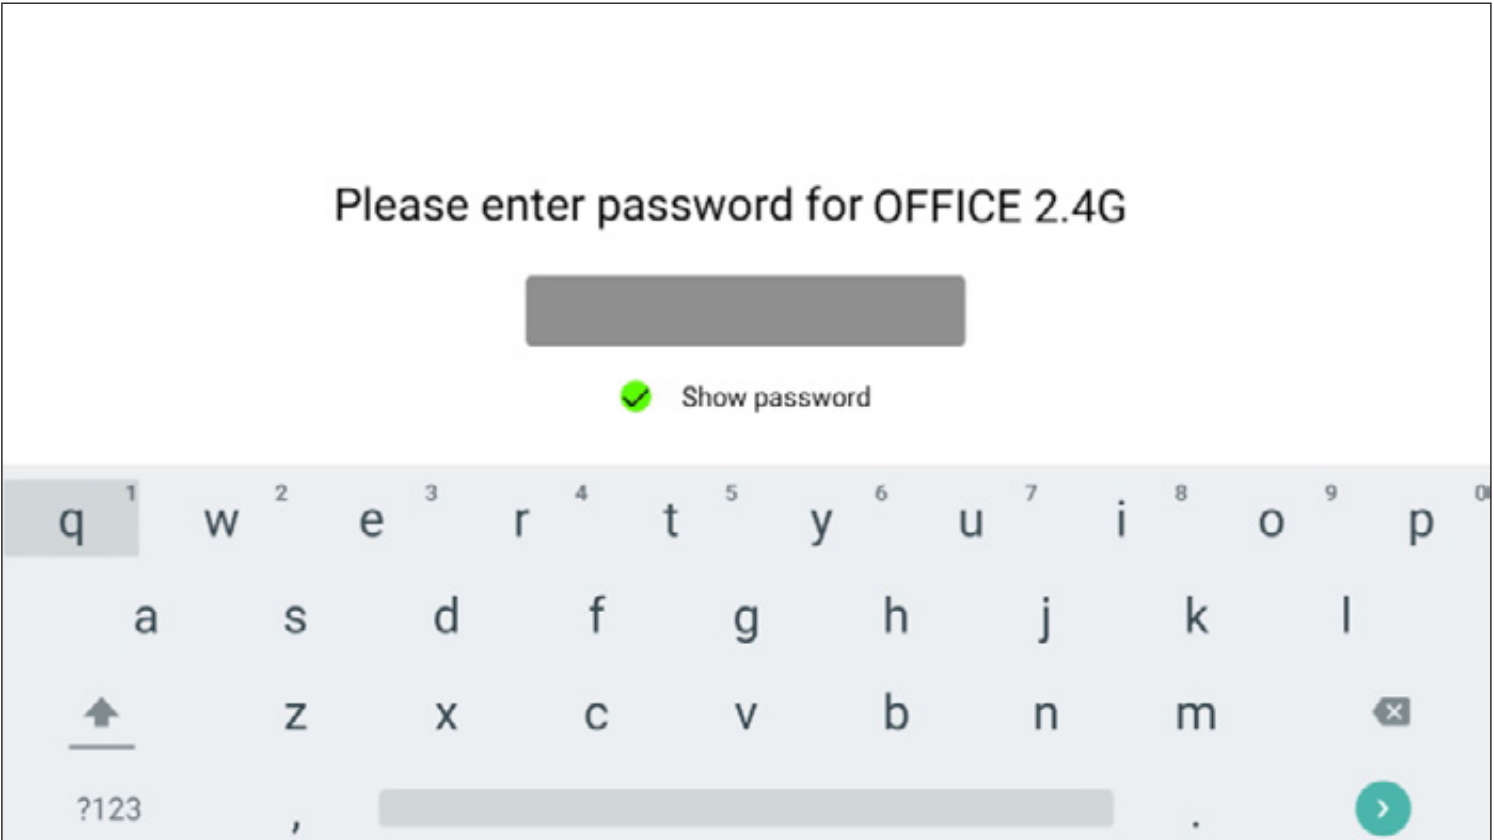 Please enter password for OFFICE 2.4G
Show password
q 1 w 2 e 3 r 4 t 5 y 6 u 7 i 8 o 9 p 0
a s d f g h j k l
z x c v b n m
?123 , .